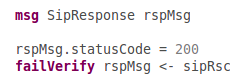 msg SipResponse rspMsg
rspMsg.statusCode = 200
failVerify rspMsg <- sipRsc